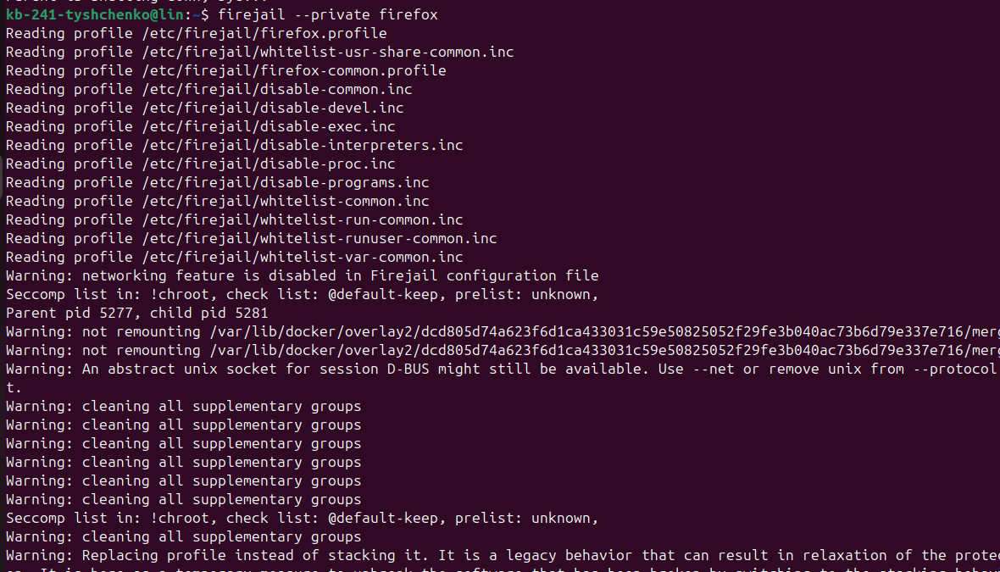 kb-241-tyshchenko@lin:~$ firejail --private firefox
Reading profile /etc/firejail/firefox.profile
Reading profile /etc/firejail/whitelist-usr-share-common.inc
Reading profile /etc/firejail/firefox-common.profile
Reading profile /etc/firejail/disable-common.inc
Reading profile /etc/firejail/disable-devel.inc
Reading profile /etc/firejail/disable-exec.inc
Reading profile /etc/firejail/disable-interpreters.inc
Reading profile /etc/firejail/disable-proc.inc
Reading profile /etc/firejail/disable-programs.inc
Reading profile /etc/firejail/whitelist-common.inc
Reading profile /etc/firejail/whitelist-run-common.inc
Reading profile /etc/firejail/whitelist-runuser-common.inc
Reading profile /etc/firejail/whitelist-var-common.inc
Warning: networking feature is disabled in Firejail configuration file
Seccomp list in: !chroot, check list: @default-keep, prelist: unknown,
Parent pid 5277, child pid 5281
Warning: not remounting /var/lib/docker/overlay2/dcd805d74a623f6d1ca433031c59e50825052f29fe3b040ac73b6d79e337e716/mer
Warning: not remounting /var/lib/docker/overlay2/dcd805d74a623f6d1ca433031c59e50825052f29fe3b040ac73b6d79e337e716/mer
Warning: An abstract unix socket for session D-BUS might still be available. Use --net or remove unix from --protocol
t.
Warning: cleaning all supplementary groups
Warning: cleaning all supplementary groups
Warning: cleaning all supplementary groups
Warning: cleaning all supplementary groups
Warning: cleaning all supplementary groups
Warning: cleaning all supplementary groups
Seccomp list in: !chroot, check list: @default-keep, prelist: unknown,
Warning: cleaning all supplementary groups
Warning: Replacing profile instead of stacking it. It is a legacy behavior that can result in relaxation of the prote